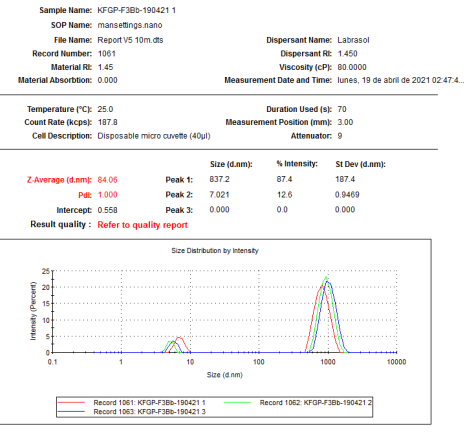 Sample Name: KFGP-F3Bb-190421 1
SOP Name: mansettings.nano
File Name: Report V5 10m.dts Dispersant Name: Labrasol
Record Number: 1061 Dispersant RI: 1.450
Material RI: 1.45 Viscosity (cP): 80.0000
Material Absorbtion: 0.000 Measurement Date and Time: lunes, 19 de abril de 2021 02:47:4...
Temperature (°C): 25.0 Duration Used (s): 70
Count Rate (kcps): 187.8 Measurement Position (mm): 3.00
Cell Description: Disposable micro cuvette (40µl) Attenuator: 9
Size (d.nm): % Intensity: St Dev (d.nm):
Z-Average (d.nm): 84.06 Peak 1: 837.2 87.4 187.4
PdI: 1.000 Peak 2: 7.021 12.6 0.9469
Intercept: 0.558 Peak 3: 0.000 0.0 0.000
Result quality : Refer to quality report
Size Distribution by Intensity
Intensity (Percent)
25
20
15
10
5
0
0.1 1 10 100 1000 10000
Size (d.nm)
Record 1061: KFGP-F3Bb-190421 1 Record 1062: KFGP-F3Bb-190421 2
Record 1063: KFGP-F3Bb-190421 3